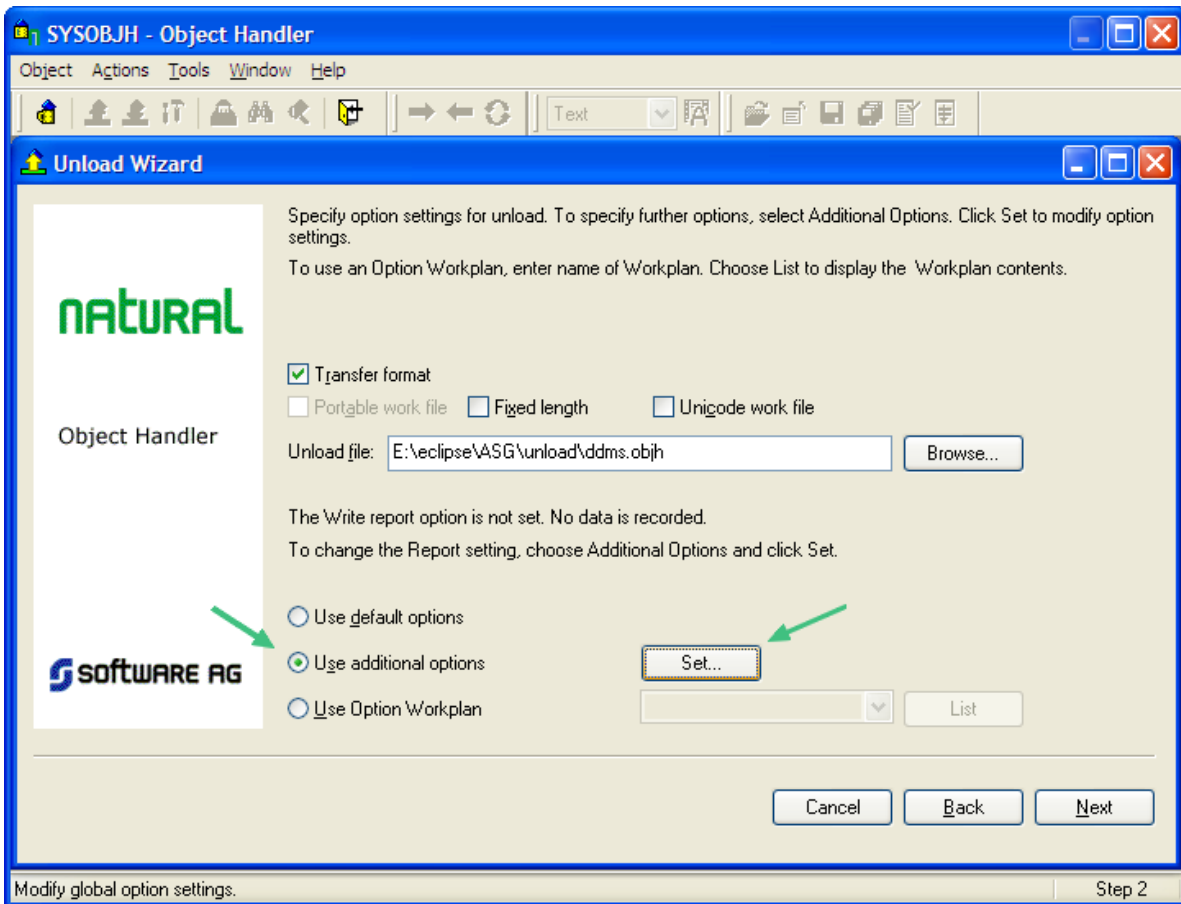 SYSOBJH - Object Handler
Object Actions Tools Window Help
Text
Unload Wizard
Specify option settings for unload. To specify further options, select Additional Options. Click Set to modify option
settings.
To use an Option Workplan, enter name of Workplan. Choose List to display the Workplan contents.
natural
Transfer format
Portable work file Fixed length Unicode work file
Object Handler
Unload file: E:\eclipse\ASG\unload\ddms.objh Browse...
The Write report option is not set. No data is recorded.
To change the Report setting, choose Additional Options and click Set.
Use default options
software AG
Use additional options Set...
Use Option Workplan List
Cancel Back Next
Modify global option settings. Step 2